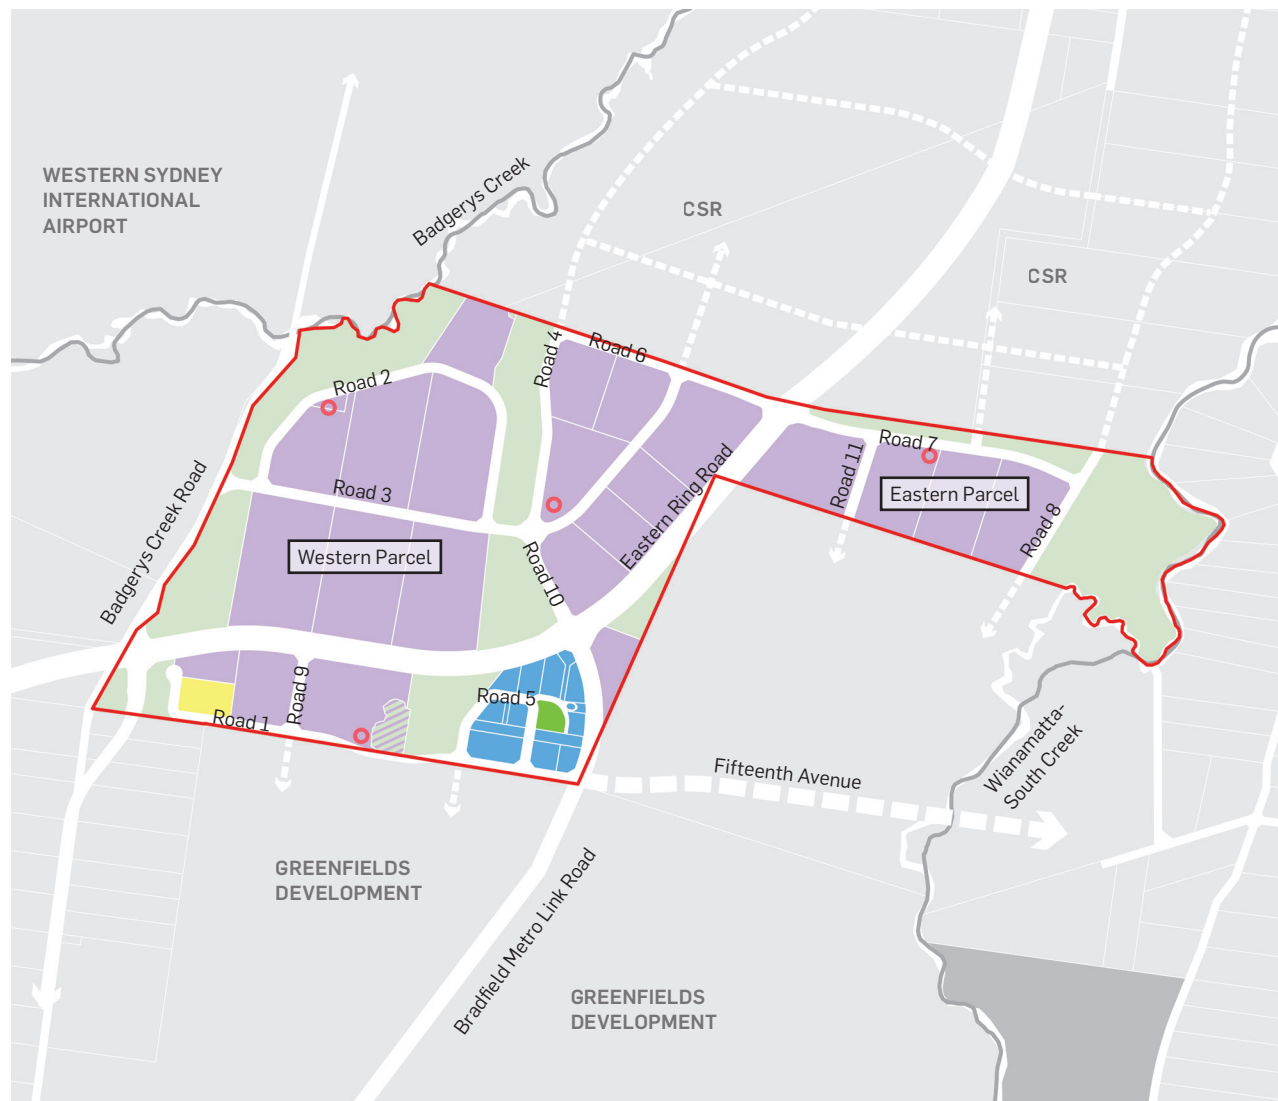 WESTERN SYDNEY
INTERNATIONAL
AIRPORT
Badgerys Creek
CSR
CSR
Road 4
Road 6
Road 2
Road 7
Road 11
Eastern Parcel
Road 3
Eastern Ring Road
Road 8
Western Parcel
Badgerys Creek Road
Road 10
Road 9
Road 5
Road 1
Fifteenth Avenue
Wianamatta-
South Creek
GREENFIELDS
DEVELOPMENT
Bradfield Metro Link Road
GREENFIELDS
DEVELOPMENT